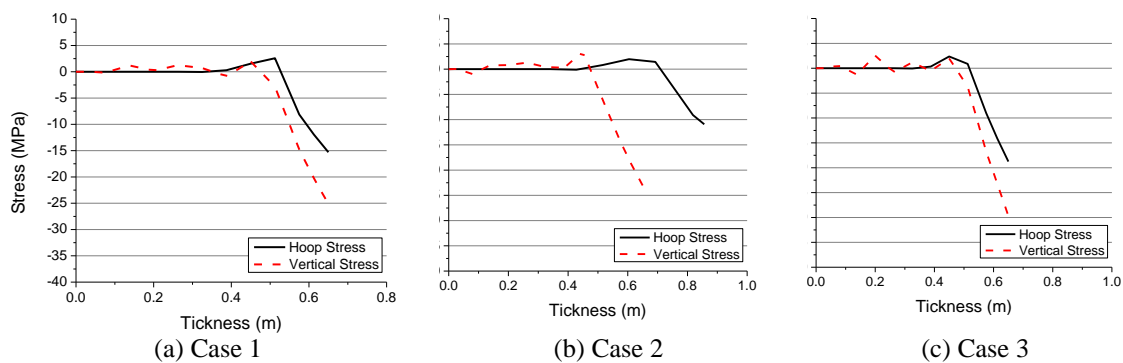 10
5
0
-5
-10
-15
-20
-25
-30
-35
-40
Stress (MPa)
0.0 0.2 0.4 0.6 0.8
Tickness (m)
Hoop Stress
Vertical Stress
(a) Case 1
0.0 0.2 0.4 0.6 0.8 1.0
Tickness (m)
Hoop Stress
Vertical Stress
(b) Case 2
0.0 0.2 0.4 0.6 0.8 1.0
Tickness (m)
Hoop Stress
Vertical Stress
(c) Case 3